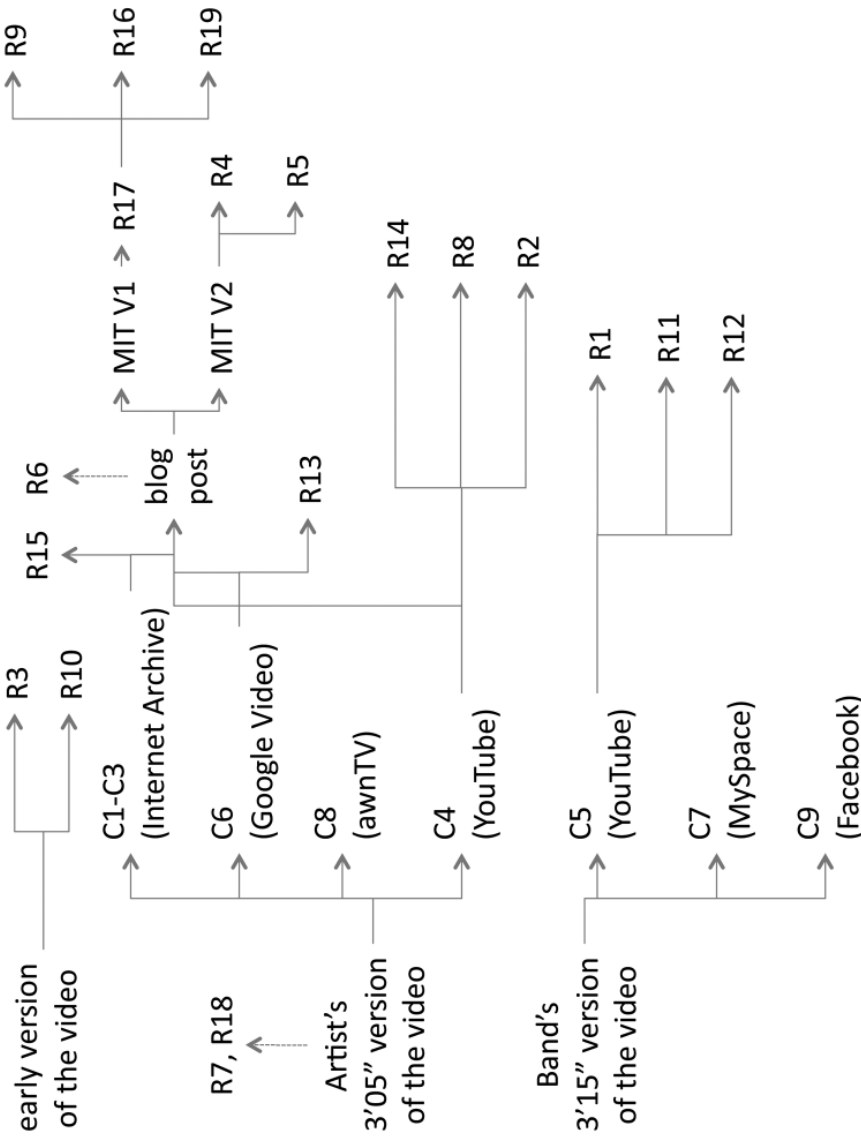 early version
of the video
R3
R10
R7, R18
Artist's
3'05" version
of the video
C1-C3
(Internet Archive)
C6
(Google Video)
C8
(awnTV)
C4
(YouTube)
R15
R6
blog
post
R13
MIT V1
MIT V2
R17
R9
R16
R19
R4
R5
R14
R8
R2
Band's
3'15" version
of the video
C5
(YouTube)
C7
(MySpace)
C9
(Facebook)
R1
R11
R12